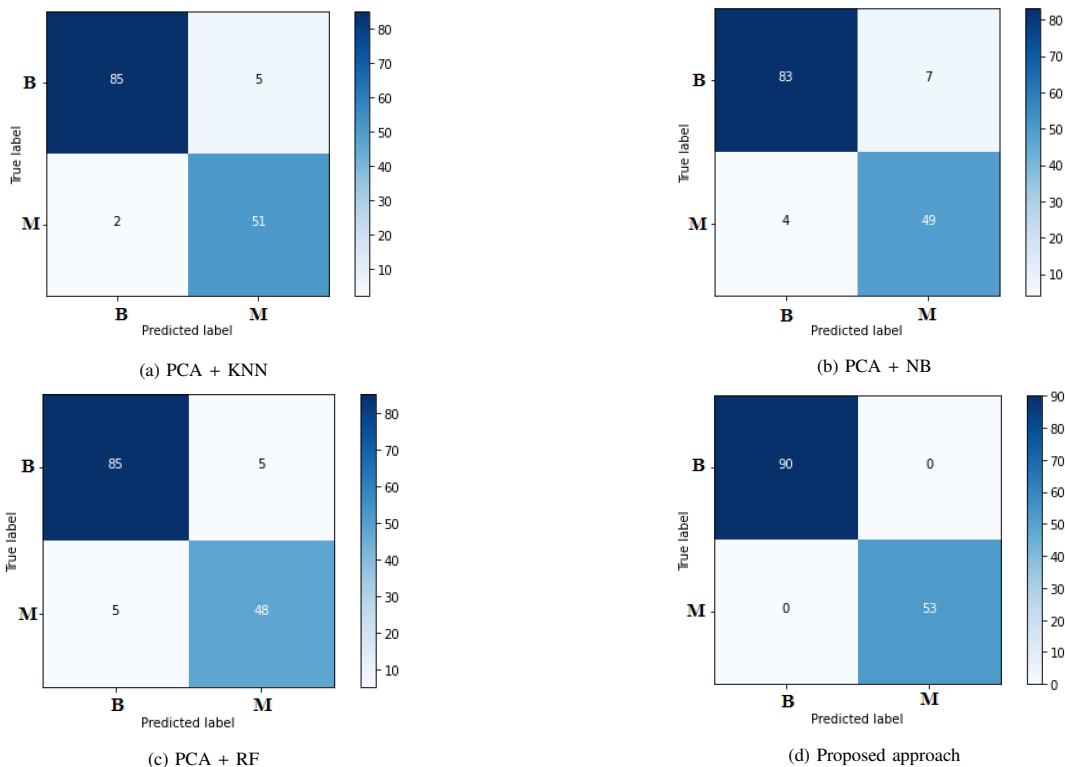 B
M
True label
85
5
2
51
B
M
Predicted label
80
70
60
50
40
30
20
10
(a) PCA + KNN
B
M
True label
83
7
4
49
B
M
Predicted label
80
70
60
50
40
30
20
10
(b) PCA + NB
B
M
True label
85
5
5
48
B
M
Predicted label
80
70
60
50
40
30
20
10
(c) PCA + RF
B
M
True label
90
0
0
53
B
M
Predicted label
90
80
70
60
50
40
30
20
10
0
(d) Proposed approach